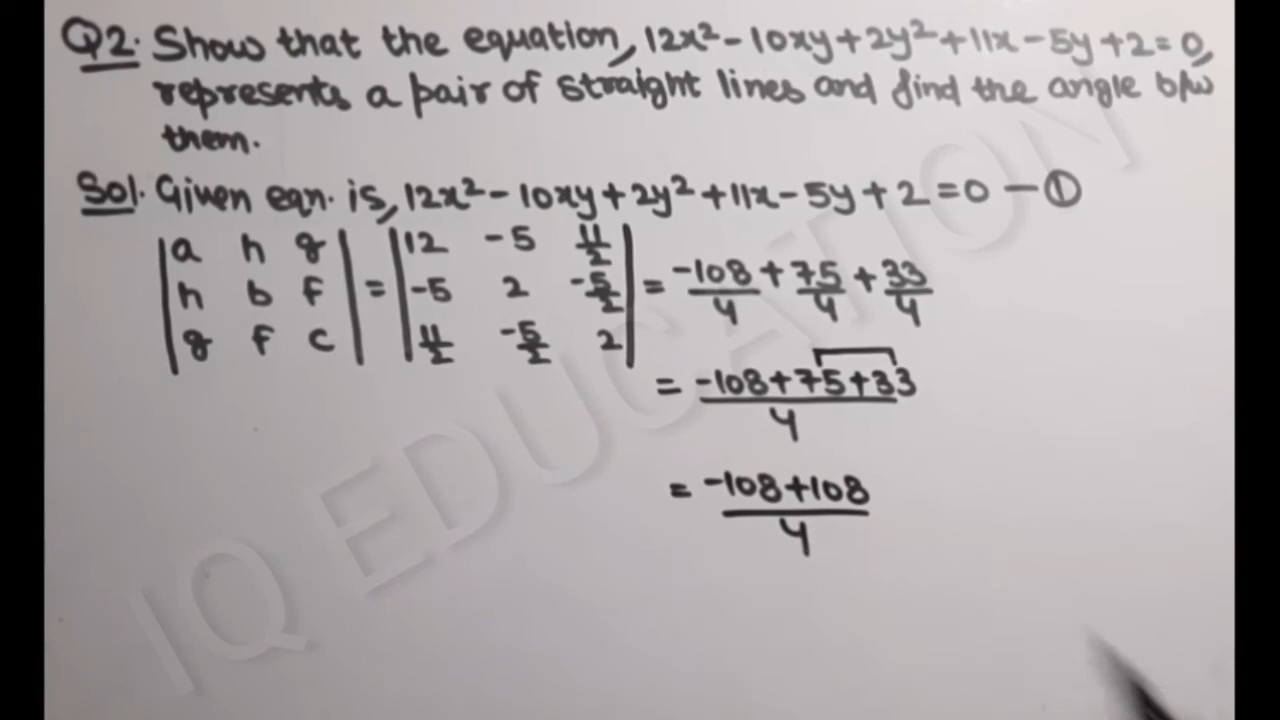 Q2. Show that the equation, 12x² - 10xy + 2y² + 11x - 5y + 2 = 0,
represents a pair of straight lines and find the angle b/w
them.
Sol. Given eqn. is, 12x² - 10xy + 2y² + 11x - 5y + 2 = 0 - ①
|a h g; h b f; g f c| = |12 -5 11/2; -5 2 -5/2; 11/2 -5/2 2| = -108/4 + 75/4 + 33/4
= (-108+75+33)/4
= (-108+108)/4
IQ EDUCATION